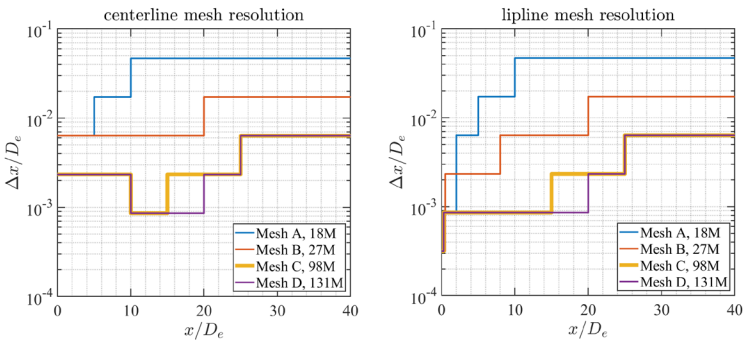 centerline mesh resolution
10^-1
10^-2
10^-3
10^-4
Δx/D_e
0 10 20 30 40
x/D_e
Mesh A, 18M
Mesh B, 27M
Mesh C, 98M
Mesh D, 131M
lipline mesh resolution
10^-1
10^-2
10^-3
10^-4
Δx/D_e
0 10 20 30 40
x/D_e
Mesh A, 18M
Mesh B, 27M
Mesh C, 98M
Mesh D, 131M